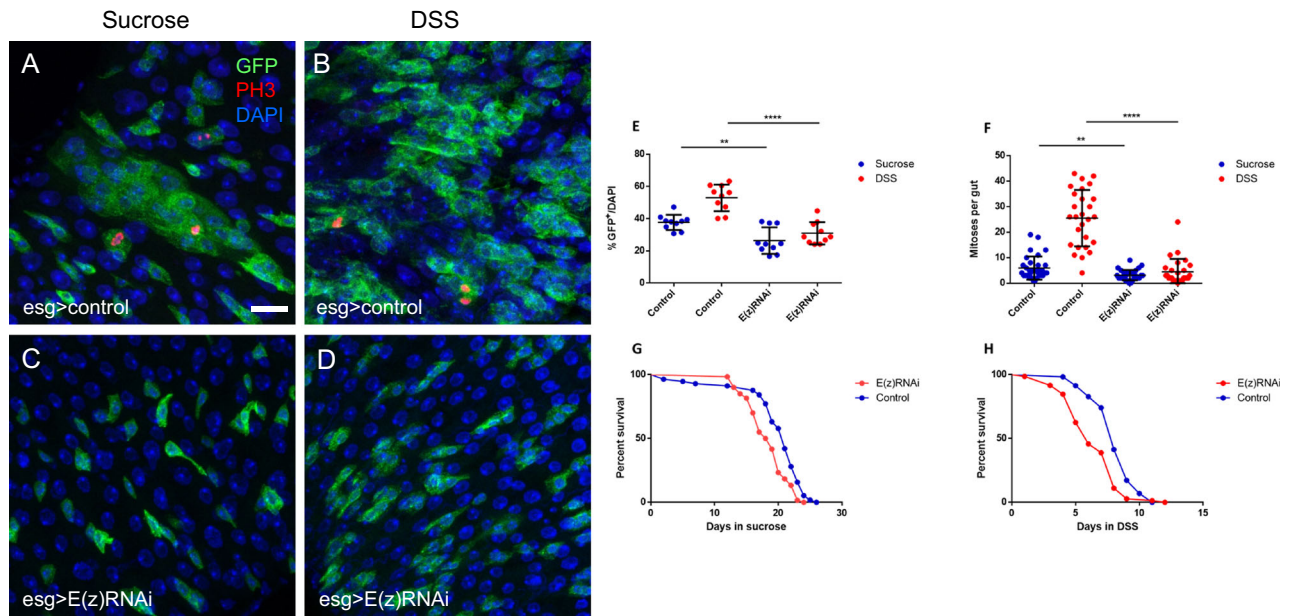 Sucrose
DSS
A
GFP
PH3
DAPI
esg>control
B
esg>control
C
esg>E(z)RNAi
D
esg>E(z)RNAi
E
****
**
Sucrose
DSS
% GFP⁺/DAPI
80
60
40
20
0
Control
Control
E(z)RNAi
E(z)RNAi
F
****
**
Sucrose
DSS
Mitoses per gut
50
40
30
20
10
0
Control
Control
E(z)RNAi
E(z)RNAi
G
E(z)RNAi
Control
Percent survival
100
50
0
0 10 20 30
Days in sucrose
H
E(z)RNAi
Control
Percent survival
100
50
0
0 5 10 15
Days in DSS